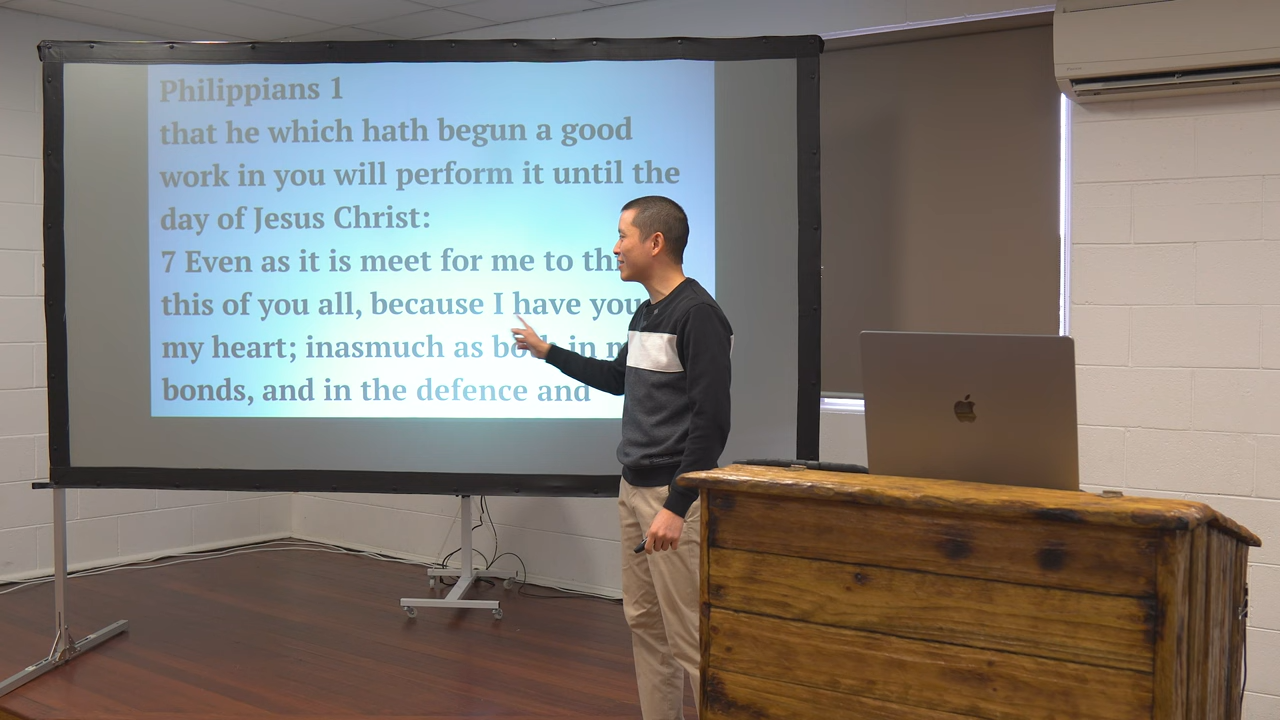 Philippians 1
that he which hath begun a good
work in you will perform it until the
day of Jesus Christ:
7 Even as it is meet for me to
this of you all, because I have you
my heart; inasmuch as both in
bonds, and in the defence and